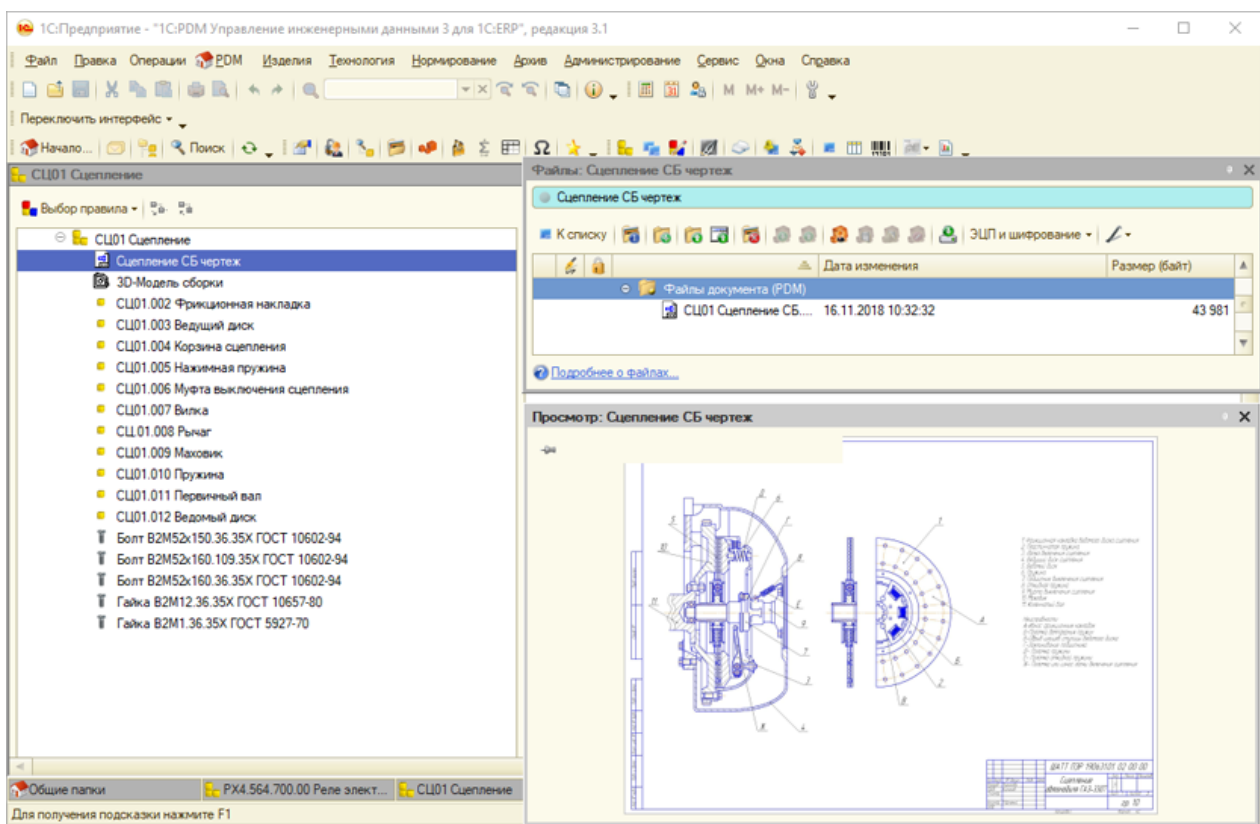 1С:Предприятие - "1С:PDM Управление инженерными данными 3 для 1С:ERP", редакция 3.1
Файл Правка Операции PDM Изделия Технология Нормирование Архив Администрирование Сервис Окна Справка
M M+ M-
Переключить интерфейс
Начало... Поиск
СЦ01 Сцепление
Выбор правила
СЦ01 Сцепление
Сцепление СБ чертеж
3D-Модель сборки
СЦ01.002 Фрикционная накладка
СЦ01.003 Ведущий диск
СЦ01.004 Корзина сцепления
СЦ01.005 Нажимная пружина
СЦ01.006 Муфта выключения сцепления
СЦ01.007 Вилка
СЦ.01.008 Рычаг
СЦ01.009 Маховик
СЦ01.010 Пружина
СЦ01.011 Первичный вал
СЦ01.012 Ведомый диск
Болт В2М52х150.36.35Х ГОСТ 10602-94
Болт В2М52х160.109.35Х ГОСТ 10602-94
Болт В2М52х160.36.35Х ГОСТ 10602-94
Гайка В2М12.36.35Х ГОСТ 10657-80
Гайка В2М1.36.35Х ГОСТ 5927-70
Файлы: Сцепление СБ чертеж
Сцепление СБ чертеж
К списку ЭЦП и шифрование
Дата изменения Размер (байт)
Файлы документа (PDM)
СЦ01 Сцепление СБ.... 16.11.2018 10:32:32 43 981
Подробнее о файлах...
Просмотр: Сцепление СБ чертеж
Сцепление
гр. 10
Общие папки РХ4.564.700.00 Реле элект... СЦ01 Сцепление
Для получения подсказки нажмите F1